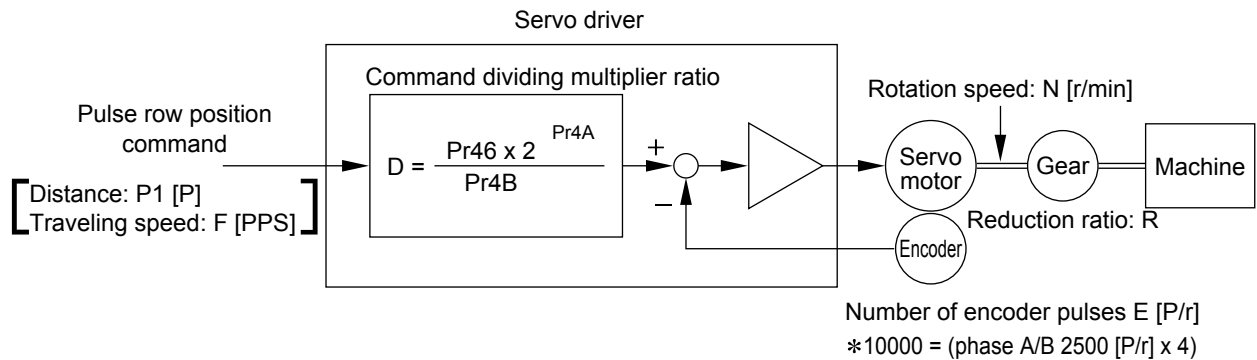 Servo driver
Command dividing multiplier ratio
Pulse row position
command
Distance: P1 [P]
Traveling speed: F [PPS]
D = Pr46 x 2 Pr4A
Pr4B
+
−
Rotation speed: N [r/min]
Servo
motor
Gear
Machine
Reduction ratio: R
Encoder
Number of encoder pulses E [P/r]
*10000 = (phase A/B 2500 [P/r] x 4)